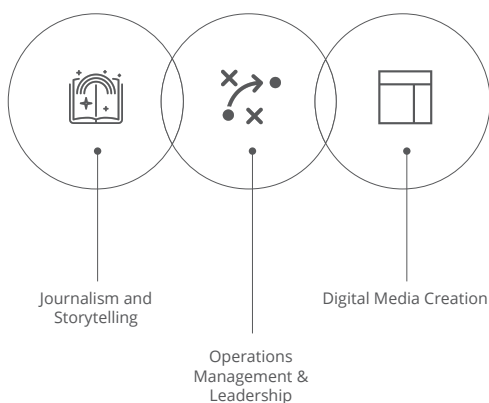 Journalism and
Storytelling
Operations
Management &
Leadership
Digital Media Creation